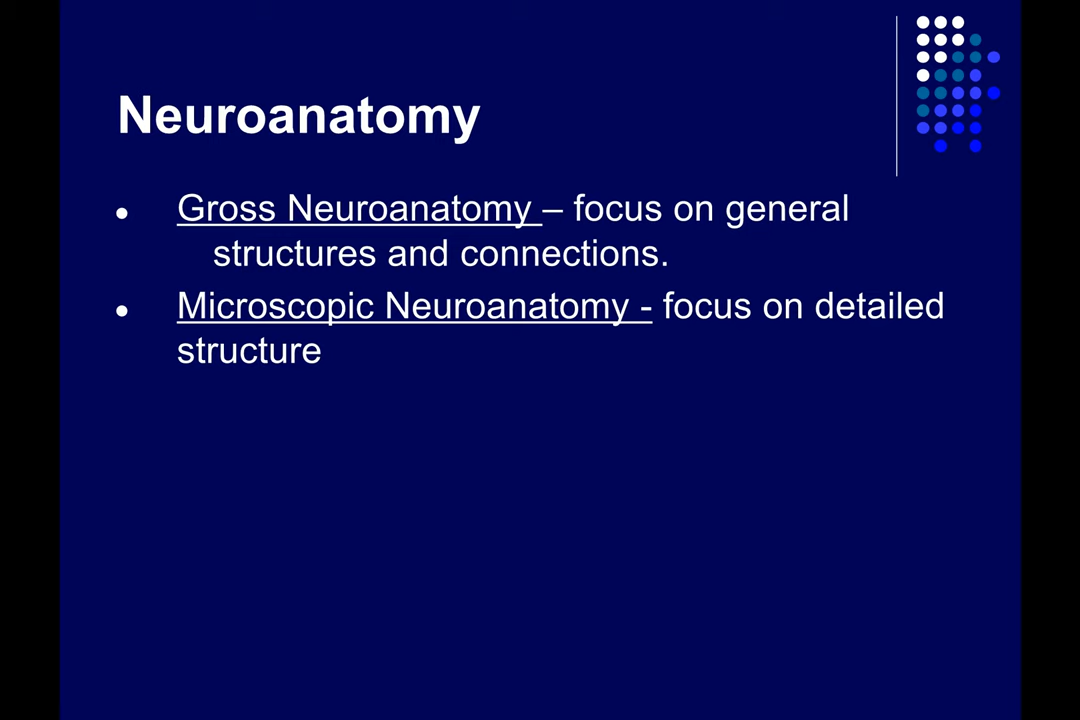 Neuroanatomy
● Gross Neuroanatomy – focus on general
structures and connections.
● Microscopic Neuroanatomy - focus on detailed
structure